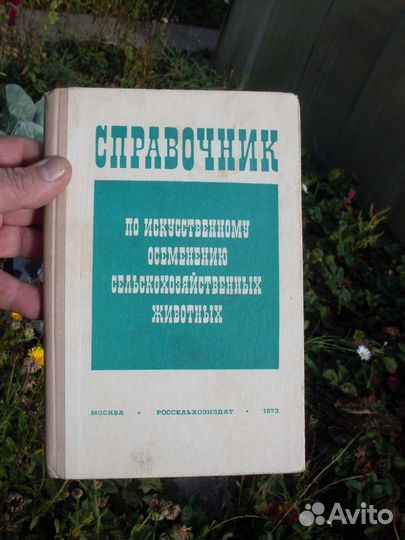 СПРАВОЧНИК
ПО ИСКУССТВЕННОМУ
ОСЕМЕНЕНИЮ
СЕЛЬСКОХОЗЯЙСТВЕННЫХ
ЖИВОТНЫХ
МОСКВА • РОССЕЛЬХОЗИЗДАТ • 1973
Avito